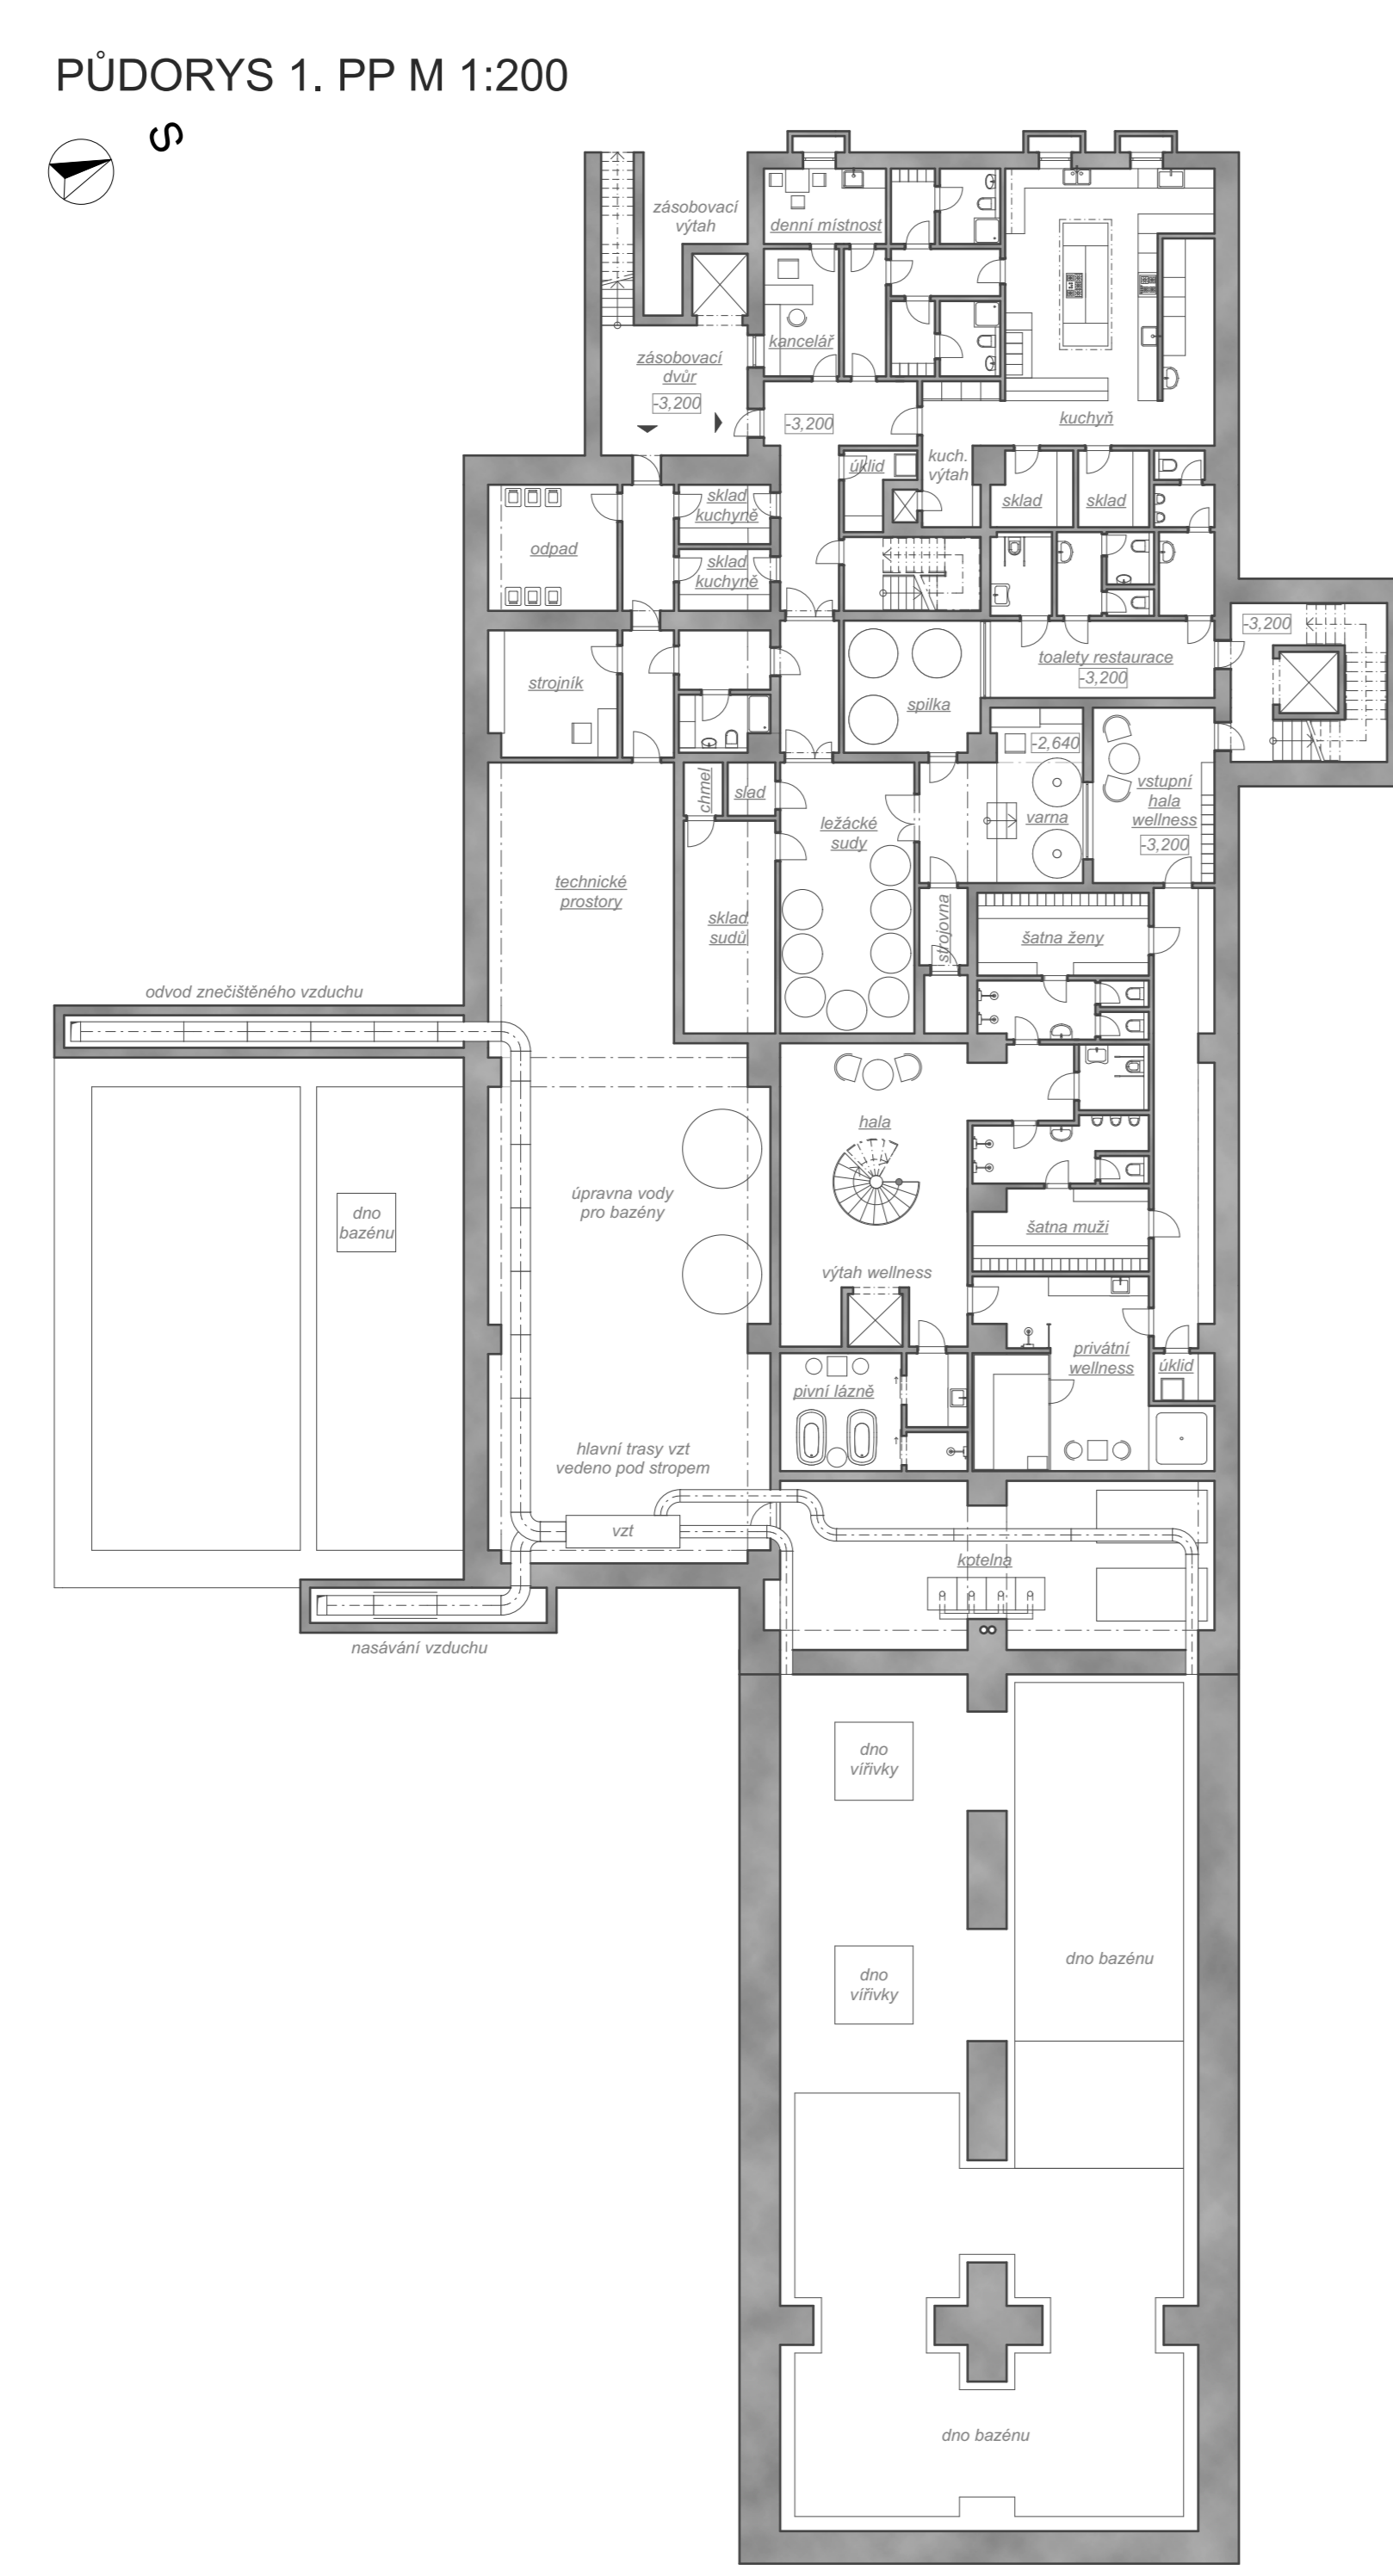 PŮDORYS 1. PP M 1:200
S
zásobovací
výtah
denní místnost
kancelář
zásobovací
dvůr
-3,200
-3,200
kuchyň
úklid
kuch.
výtah
sklad
sklad
sklad
kuchyně
odpad
sklad
kuchyně
-3,200
toalety restaurace
-3,200
strojník
spilka
-2,640
vstupní
hala
wellness
-3,200
chmel
slad
varna
ležácké
sudy
technické
prostory
sklad
sudů
strojovna
šatna ženy
odvod znečištěného vzduchu
hala
dno
bazénu
úpravna vody
pro bazény
šatna muži
výtah wellness
privátní
wellness
úklid
pivní lázně
hlavní trasy vzt
vedeno pod stropem
vzt
kotelna
nasávání vzduchu
dno
vířivky
dno bazénu
dno
vířivky
dno bazénu